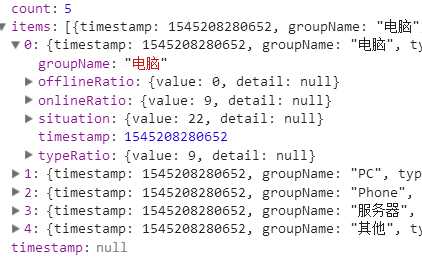 count: 5
items: [{timestamp: 1545208280652, groupName: "电脑"
0: {timestamp: 1545208280652, groupName: "电脑", ty
groupName: "电脑"
offlineRatio: {value: 0, detail: null}
onlineRatio: {value: 9, detail: null}
situation: {value: 22, detail: null}
timestamp: 1545208280652
typeRatio: {value: 9, detail: null}
1: {timestamp: 1545208280652, groupName: "PC", typ
2: {timestamp: 1545208280652, groupName: "Phone",
3: {timestamp: 1545208280652, groupName: "服务器",
4: {timestamp: 1545208280652, groupName: "其他", ty
timestamp: null